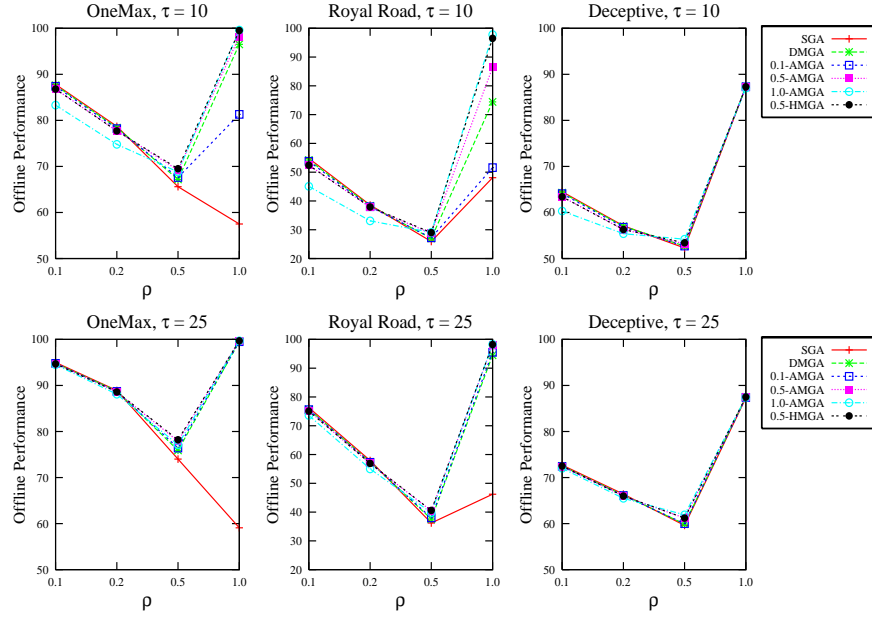 OneMax, τ = 10
Royal Road, τ = 10
Deceptive, τ = 10
Offline Performance
100
90
80
70
60
50
0.1
0.2
0.5
1.0
ρ
Offline Performance
100
90
80
70
60
50
40
30
20
0.1
0.2
0.5
1.0
ρ
Offline Performance
100
90
80
70
60
50
0.1
0.2
0.5
1.0
ρ
SGA
DMGA
0.1-AMGA
0.5-AMGA
1.0-AMGA
0.5-HMGA
OneMax, τ = 25
Royal Road, τ = 25
Deceptive, τ = 25
Offline Performance
100
90
80
70
60
50
0.1
0.2
0.5
1.0
ρ
Offline Performance
100
90
80
70
60
50
40
30
20
0.1
0.2
0.5
1.0
ρ
Offline Performance
100
90
80
70
60
50
0.1
0.2
0.5
1.0
ρ
SGA
DMGA
0.1-AMGA
0.5-AMGA
1.0-AMGA
0.5-HMGA